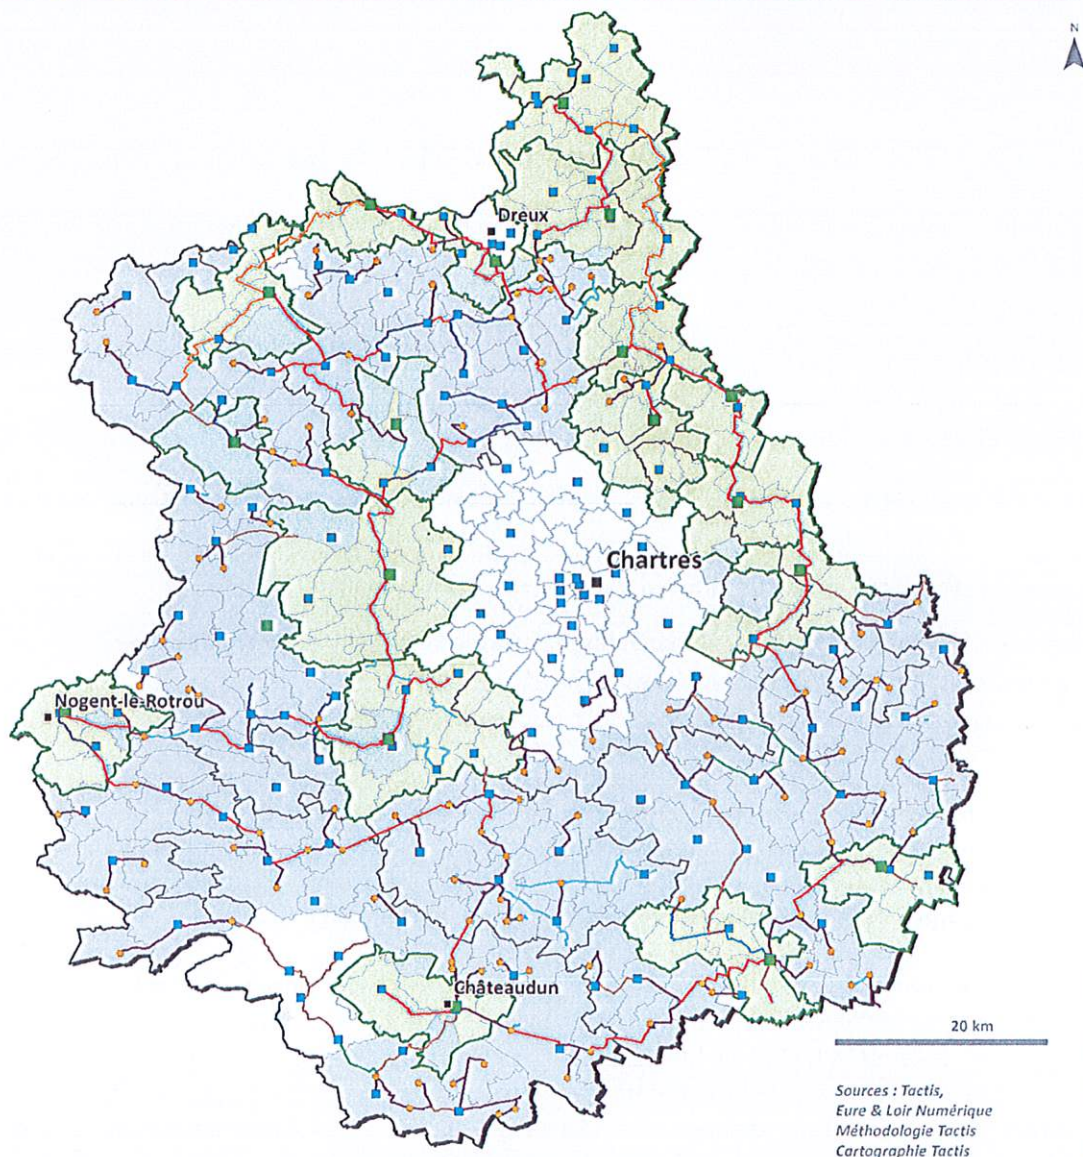 N
Dreux
Chartres
Nogent-le-Rotrou
Châteaudun
20 km
Sources : Tactis,
Eure & Loir Numérique
Méthodologie Tactis
Cartographie Tactis